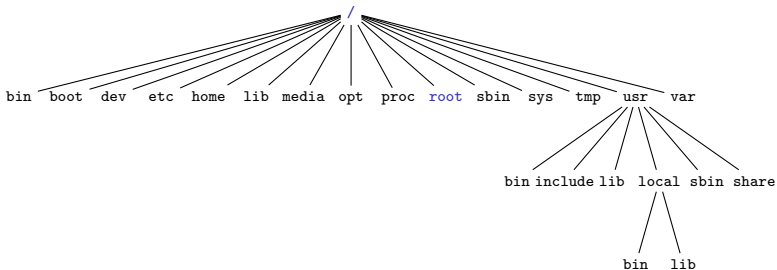 /
bin boot dev etc home lib media opt proc root sbin sys tmp usr var
bin include lib local sbin share
bin lib